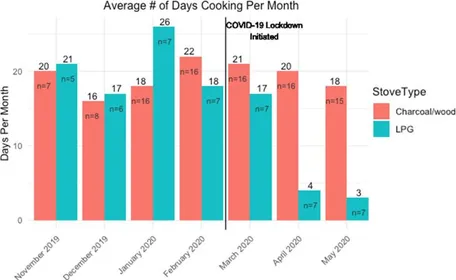 Average # of Days Cooking Per Month
COVID-19 Lockdown
Initiated
Days Per Month
20
10
0
20
n=7
21
n=5
16
n=8
17
n=6
18
n=16
26
n=7
22
n=16
18
n=7
21
n=16
17
n=7
20
n=16
4
n=7
18
n=15
3
n=7
November 2019
December 2019
January 2020
February 2020
March 2020
April 2020
May 2020
StoveType
Charcoal/wood
LPG